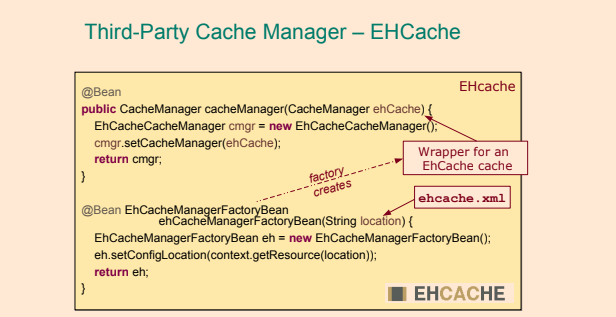 Third-Party Cache Manager – EHCache
EHcache
@Bean
public CacheManager cacheManager(CacheManager ehCache) {
EhCacheCacheManager cmgr = new EhCacheCacheManager();
cmgr.setCacheManager(ehCache);
return cmgr;
}
Wrapper for an
EhCache cache
factory
creates
ehcache.xml
@Bean EhCacheManagerFactoryBean
ehCacheManagerFactoryBean(String location) {
EhCacheManagerFactoryBean eh = new EhCacheManagerFactoryBean();
eh.setConfigLocation(context.getResource(location));
return eh;
}
EHCACHE